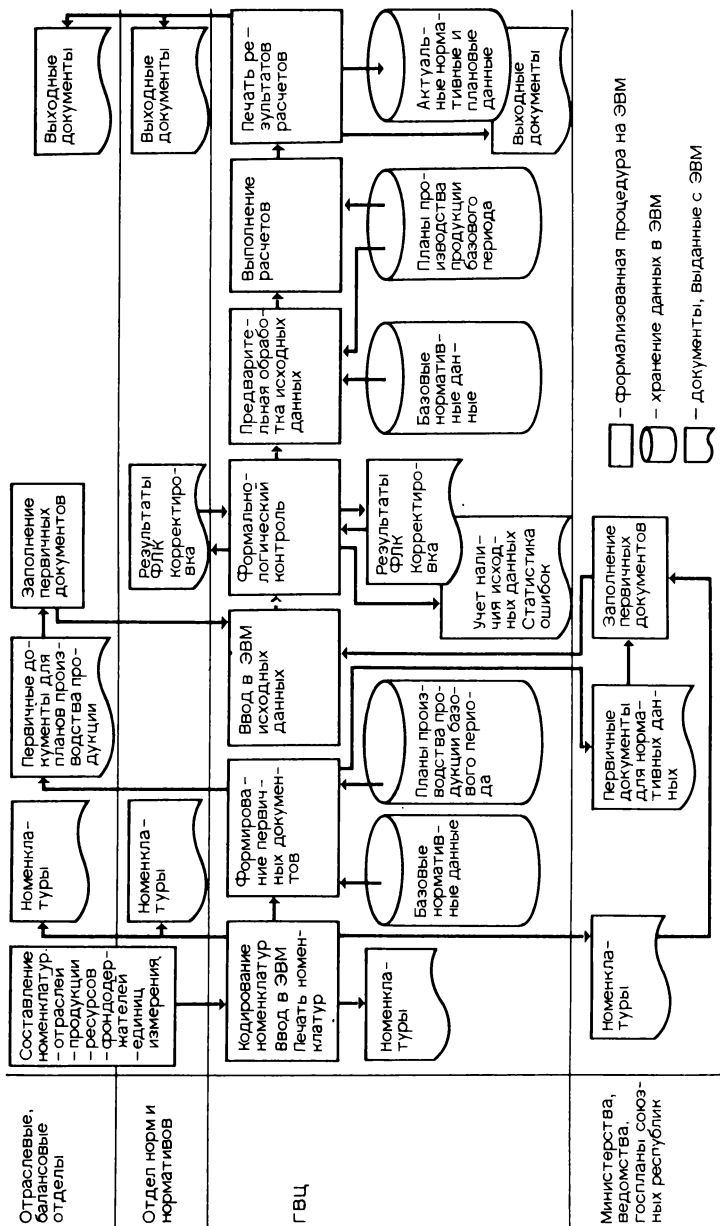 Отраслевые,
балансовые
отделы
Составление
номенклатур:
– отраслей
– продукции
– ресурсов
– фондодер-
жателей
– единиц
измерения
Номенкла-
туры
Первичные до-
кументы для
планов произ-
водства про-
дукции
Заполнение
первичных
документов
Выходные
документы
Отдел норм и
нормативов
Номенкла-
туры
Результаты
ФЛК
Корректиро-
вка
Выходные
документы
ГВЦ
Кодирование
номенклатур
Ввод в ЭВМ
Печать номен-
клатур
Формирова-
ние первич-
ных докумен-
тов
Ввод в ЭВМ
исходных
данных
Формально-
логический
контроль
Предварите-
льная обрабо-
тка исходных
данных
Выполнение
расчетов
Печать ре-
зультатов
расчетов
Номенкла-
туры
Базовые
норматив-
ные данные
Планы произ-
водства про-
дукции базо-
вого перио-
да
Результаты
ФЛК
Корректиро-
вка
Учет нали-
чия исход-
ных данных
Статистика
ошибок
Базовые
норматив-
ные дан-
ные
Планы про-
изводства
продукции
базового
периода
Актуаль-
ные норма-
тивные и
плановые
данные
Выходные
документы
Министерства,
ведомства,
госпланы союз-
ных республик
Номенкла-
туры
Первичные
документы
для норма-
тивных дан-
ных
Заполнение
первичных
документов
– формализованная процедура на ЭВМ
– хранение данных в ЭВМ
– документы, выданные с ЭВМ